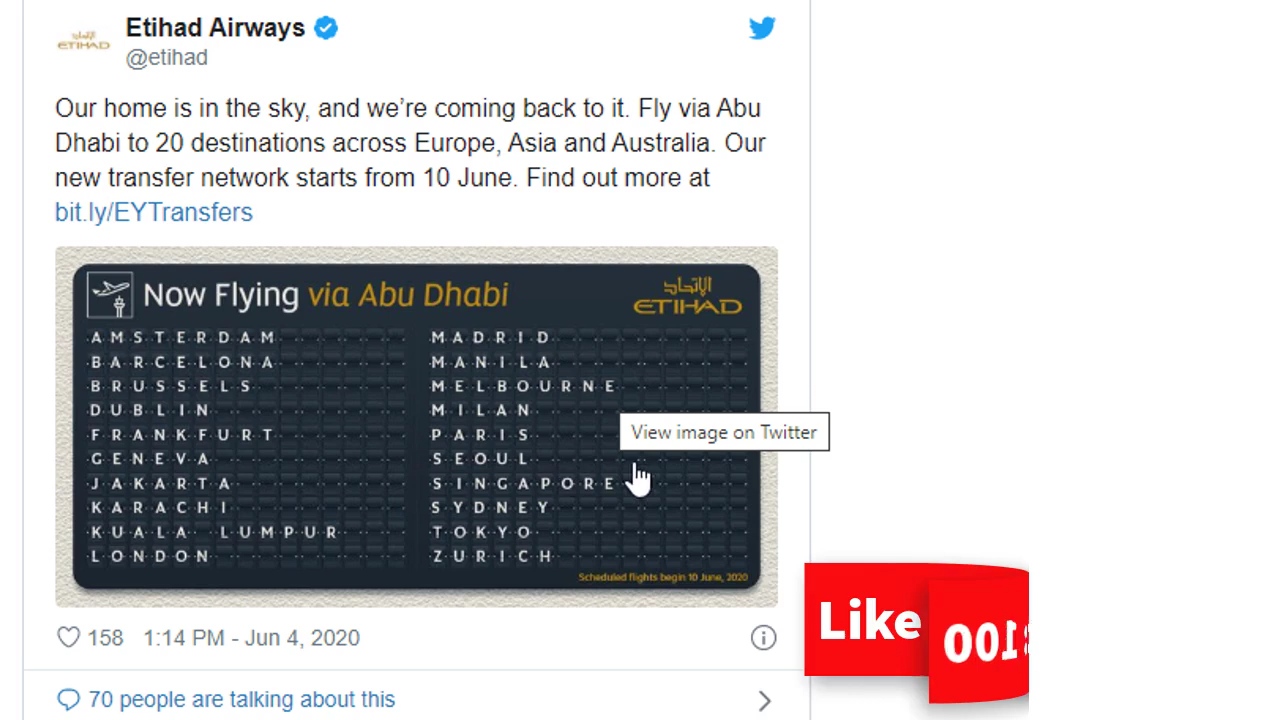 Etihad Airways
الإتحاد
ETIHAD
@etihad
Our home is in the sky, and we’re coming back to it. Fly via Abu
Dhabi to 20 destinations across Europe, Asia and Australia. Our
new transfer network starts from 10 June. Find out more at
bit.ly/EYTransfers
Now Flying via Abu Dhabi
الإتحاد
ETIHAD
AMSTERDAM
BARCELONA
BRUSSELS
DUBLIN
FRANKFURT
GENEVA
JAKARTA
KARACHI
KUALA LUMPUR
LONDON
MADRID
MANILA
MELBOURNE
MILAN
PARIS
SEOUL
SINGAPORE
SYDNEY
TOKYO
ZURICH
View image on Twitter
Scheduled flights begin 10 June, 2020
158 1:14 PM - Jun 4, 2020
70 people are talking about this
Like